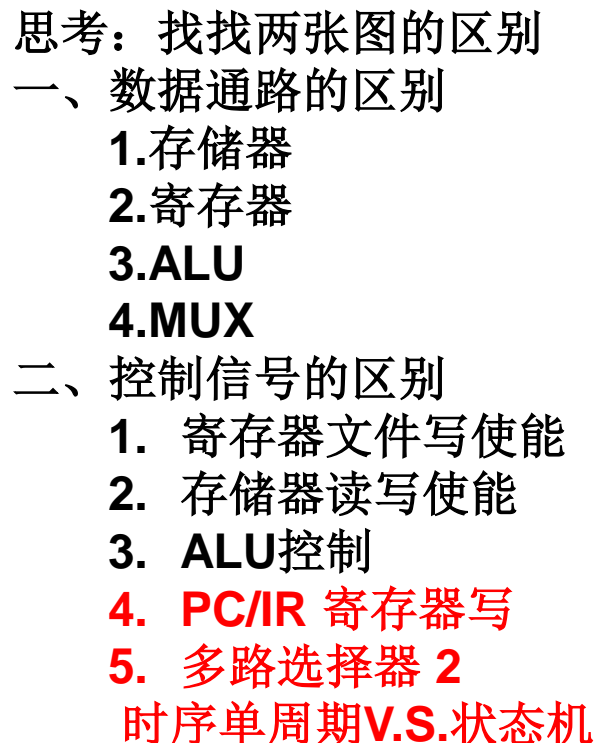 思考：找找两张图的区别
一、数据通路的区别
1.存储器
2.寄存器
3.ALU
4.MUX
二、控制信号的区别
1. 寄存器文件写使能
2. 存储器读写使能
3. ALU控制
4. PC/IR 寄存器写
5. 多路选择器 2
时序单周期V.S.状态机